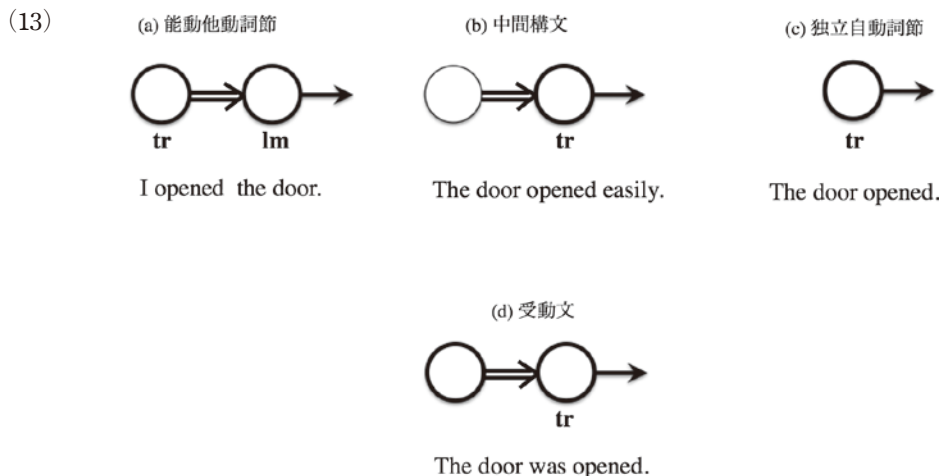 (13)
(a) 能動他動詞節
(b) 中間構文
(c) 独立自動詞節
tr
lm
tr
tr
I opened the door.
The door opened easily.
The door opened.
(d) 受動文
tr
The door was opened.